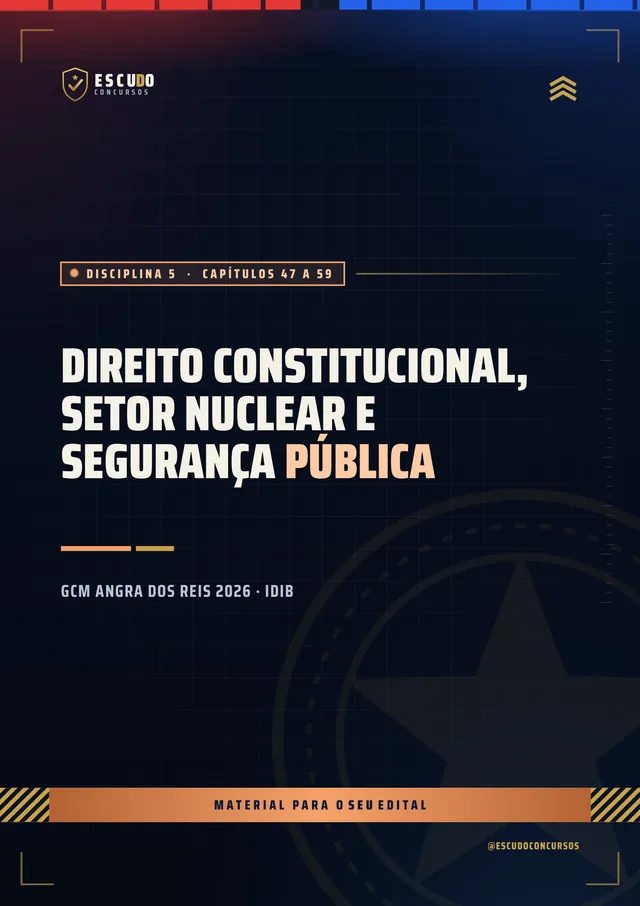 ESCUDO
CONCURSOS
DISCIPLINA 5 · CAPÍTULOS 47 A 59
DIREITO CONSTITUCIONAL,
SETOR NUCLEAR E
SEGURANÇA PÚBLICA
GCM ANGRA DOS REIS 2026 · IDIB
MATERIAL PARA O SEU EDITAL
@ESCUDOCONCURSOS